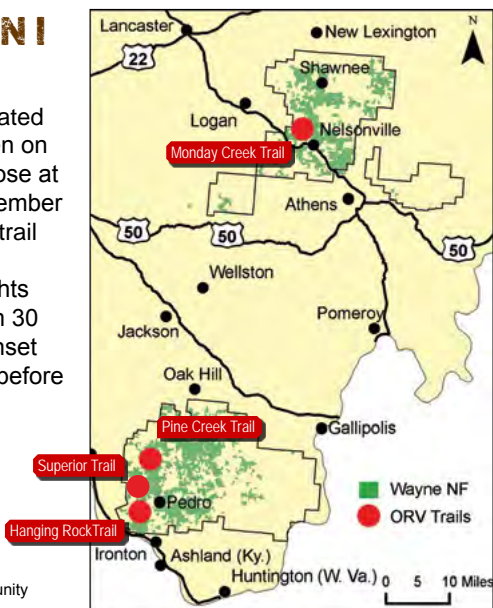 NI
ated
en on
ose at
ember
trail
hts
n 30
nset
before
unity
Lancaster
New Lexington
N
22
Shawnee
Logan
Nelsonville
Monday Creek Trail
Athens
50
50
50
Wellston
Pomeroy
Jackson
Oak Hill
Gallipolis
Pine Creek Trail
Superior Trail
Pedro
Hanging RockTrail
Wayne NF
ORV Trails
Ironton
Ashland (Ky.)
Huntington (W. Va.)
0 5 10 Miles